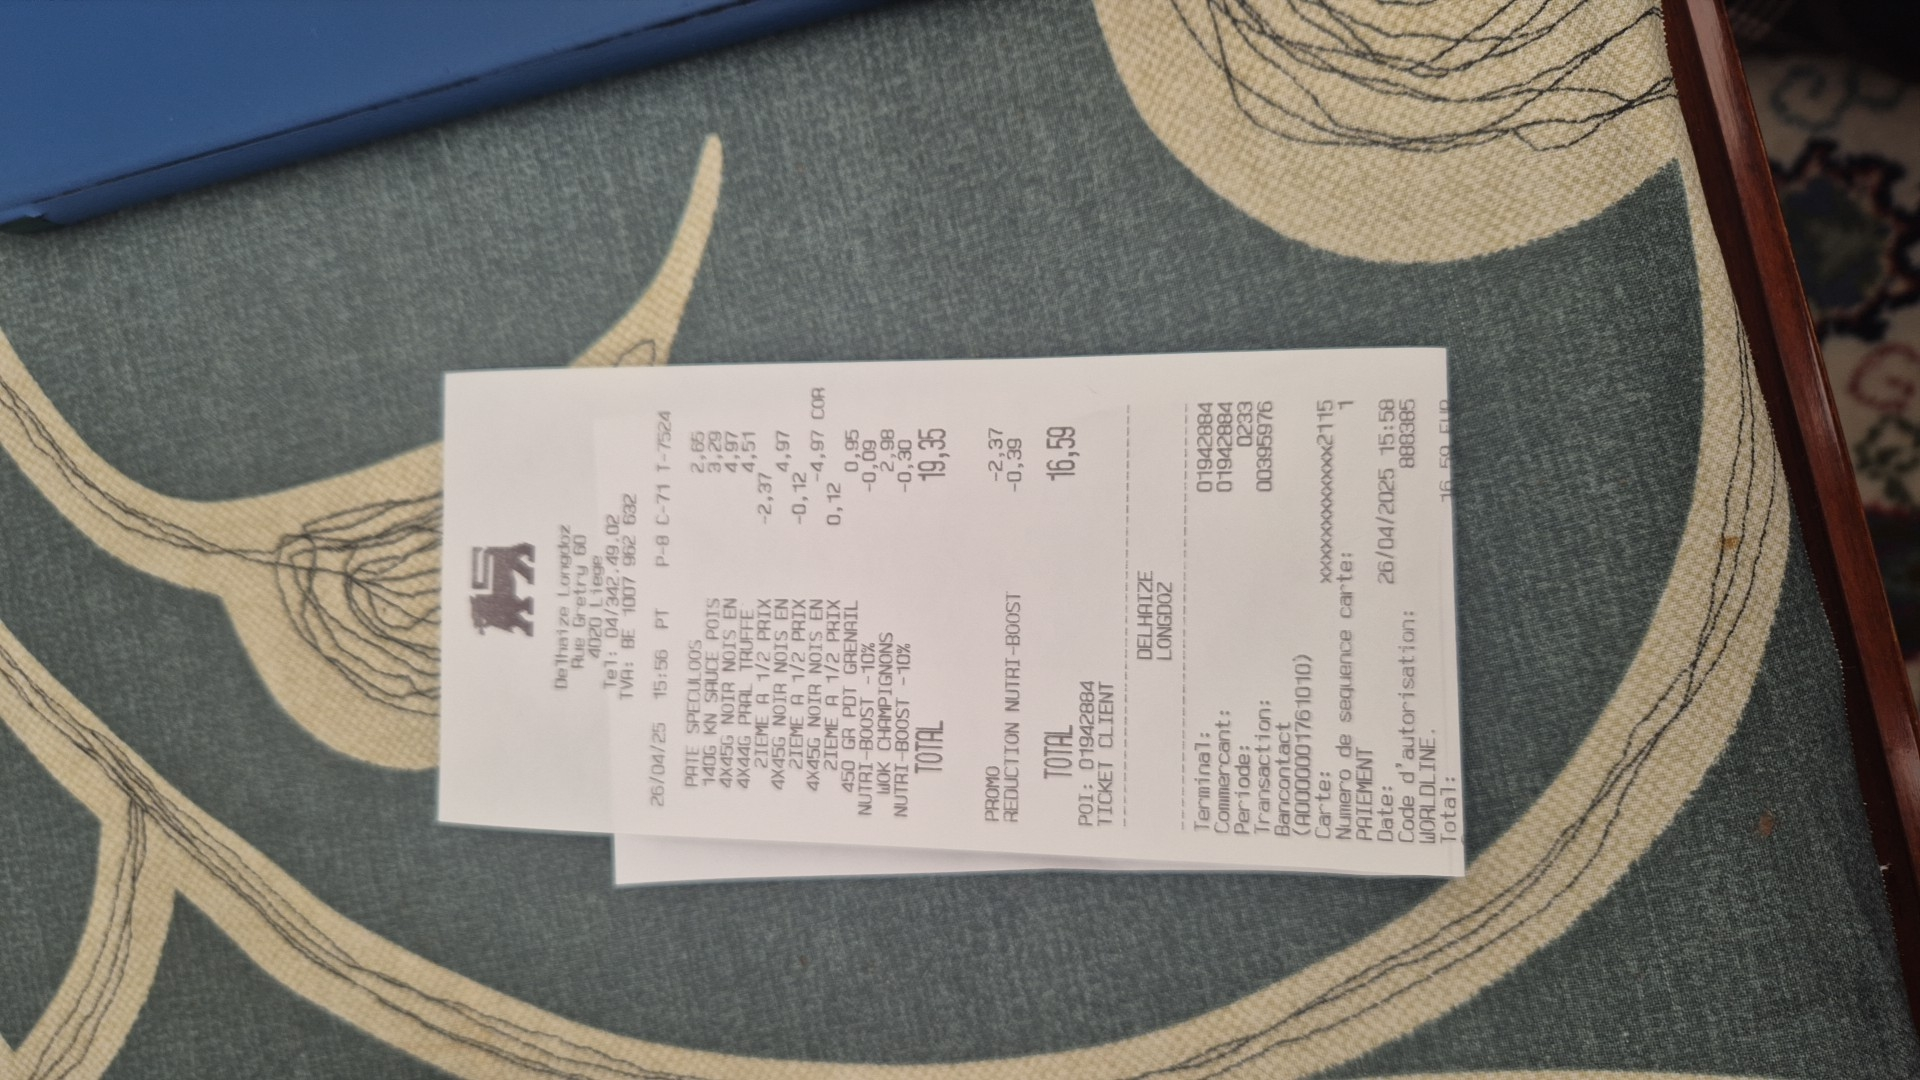 Delhaize Longdoz
Rue Gretry 60
4020 Liege
Tel: 04/342.49.02
TVA: BE 1007 962 632
26/04/25 15:56 PT P-8 C-71 T-7524
PATE SPECULOOS 2,65
140G KN SAUCE POIS 3,29
4X45G NOIR NOIS EN 4,97
4X44G PRAL TRUFFE 4,51
2IEME A 1/2 PRIX -2,37
4X45G NOIR NOIS EN 4,97
2IEME A 1/2 PRIX -0,12
4X45G NOIR NOIS EN -4,97 COR
2IEME A 1/2 PRIX 0,12
450 GR PDT GRENAIL 0,95
NUTRI-BOOST -10% -0,09
WOK CHAMPIGNONS 2,98
NUTRI-BOOST -10% -0,30
TOTAL 19,35
PROMO -2,37
REDUCTION NUTRI-BOOST -0,39
TOTAL 16,59
POI: 01942884
TICKET CLIENT
DELHAIZE
LONGDOZ
Terminal: 01942884
Commercant: 01942884
Periode: 0233
Transaction: 00395976
Bancontact
(A0000001761010)
Carte: xxxxxxxxxxxxxxx2115
Numero de sequence carte: 1
PAIEMENT
Date: 26/04/2025 15:58
Code d'autorisation: 888385
WORLDLINE.
Total: 16,59 EUR